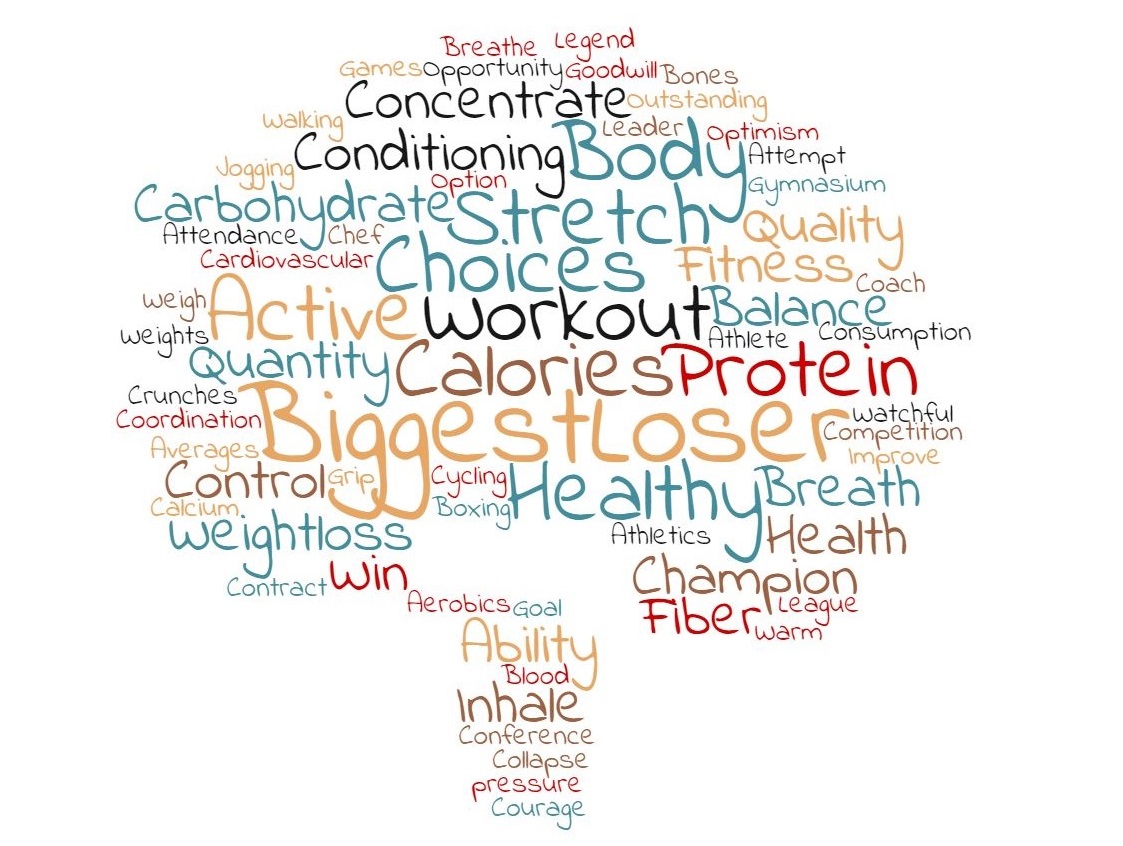 Breathe Legend
Games Opportunity Goodwill Bones
Concentrate Outstanding
Walking Leader Optimism
Conditioning Body Attempt
Jogging Option Gymnasium
Carbohydrate Stretch Quality
Attendance Chef
Cardiovascular Choices Fitness Coach
Weigh Active Workout Balance
Weights Athlete Consumption
Quantity Calories Protein
Crunches
Coordination BiggestLoser Watchful
Competition
Averages Improve
Control Grip Cycling Healthy Breath
Calcium Boxing
Weightloss Athletics Health
Contract Win Champion
Aerobics Goal Fiber League
Warm
Ability
Blood
Inhale
Conference
Collapse
pressure
Courage